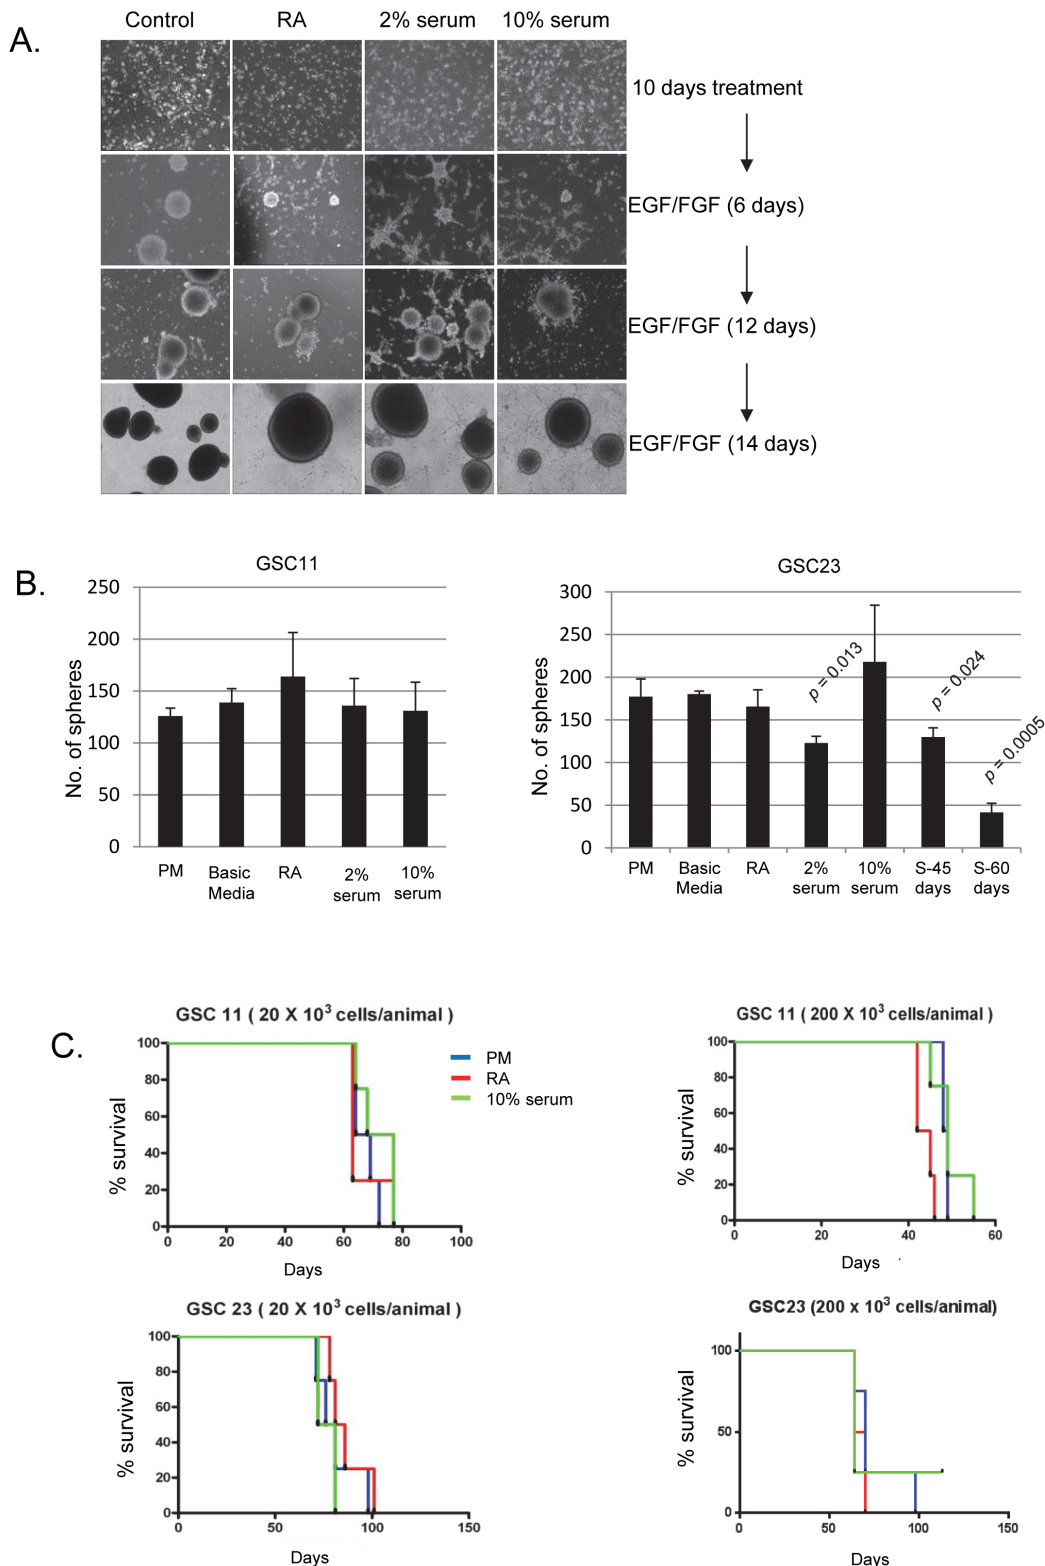 A.
Control RA 2% serum 10% serum
10 days treatment
EGF/FGF (6 days)
EGF/FGF (12 days)
EGF/FGF (14 days)
B.
GSC11
No. of spheres
250
200
150
100
50
0
PM Basic Media RA 2% serum 10% serum
GSC23
No. of spheres
300
250
200
150
100
50
0
p = 0.013
p = 0.024
p = 0.0005
PM Basic Media RA 2% serum 10% serum S-45 days S-60 days
C.
GSC 11 ( 20 X 10³ cells/animal )
% survival
100
80
60
40
20
0
0 20 40 60 80 100
Days
PM
RA
10% serum
GSC 11 ( 200 X 10³ cells/animal )
% survival
100
80
60
40
20
0
0 20 40 60
Days
GSC 23 ( 20 X 10³ cells/animal )
% survival
100
80
60
40
20
0
0 50 100 150
Days
GSC23 (200 x 10³ cells/animal)
% survival
100
50
0
0 50 100 150
Days